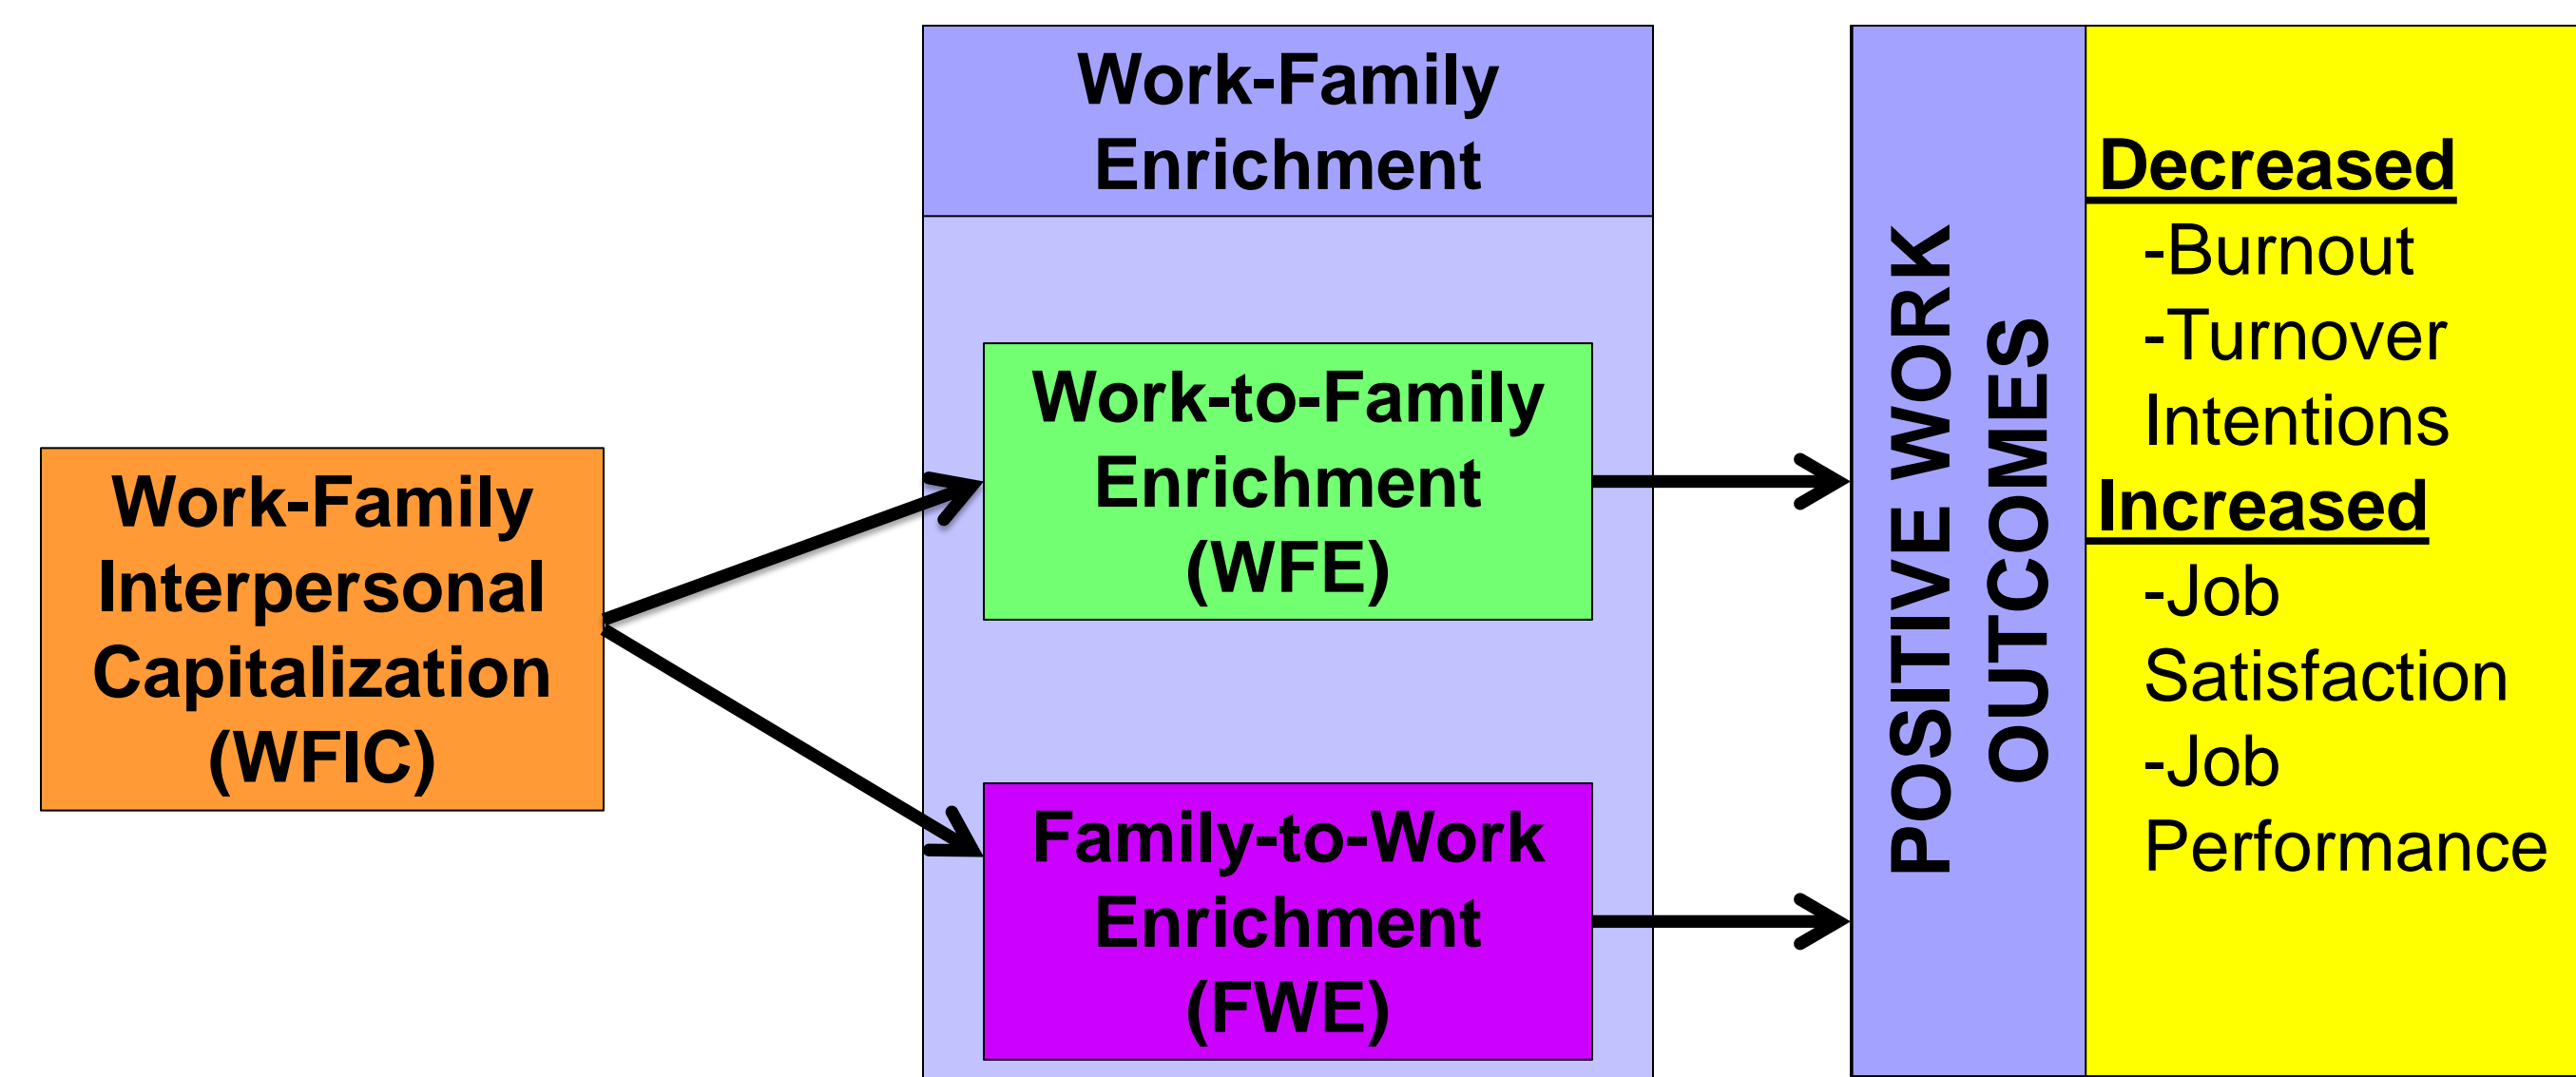 Work-Family
Interpersonal
Capitalization
(WFIC)
Work-Family
Enrichment
Work-to-Family
Enrichment
(WFE)
Family-to-Work
Enrichment
(FWE)
POSITIVE WORK
OUTCOMES
Decreased
-Burnout
-Turnover
Intentions
Increased
-Job
Satisfaction
-Job
Performance